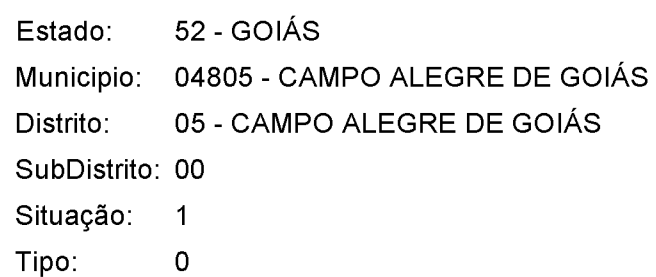 Estado: 52 - GOIÁS
Municipio: 04805 - CAMPO ALEGRE DE GOIÁS
Distrito: 05 - CAMPO ALEGRE DE GOIÁS
SubDistrito: 00
Situação: 1
Tipo: 0